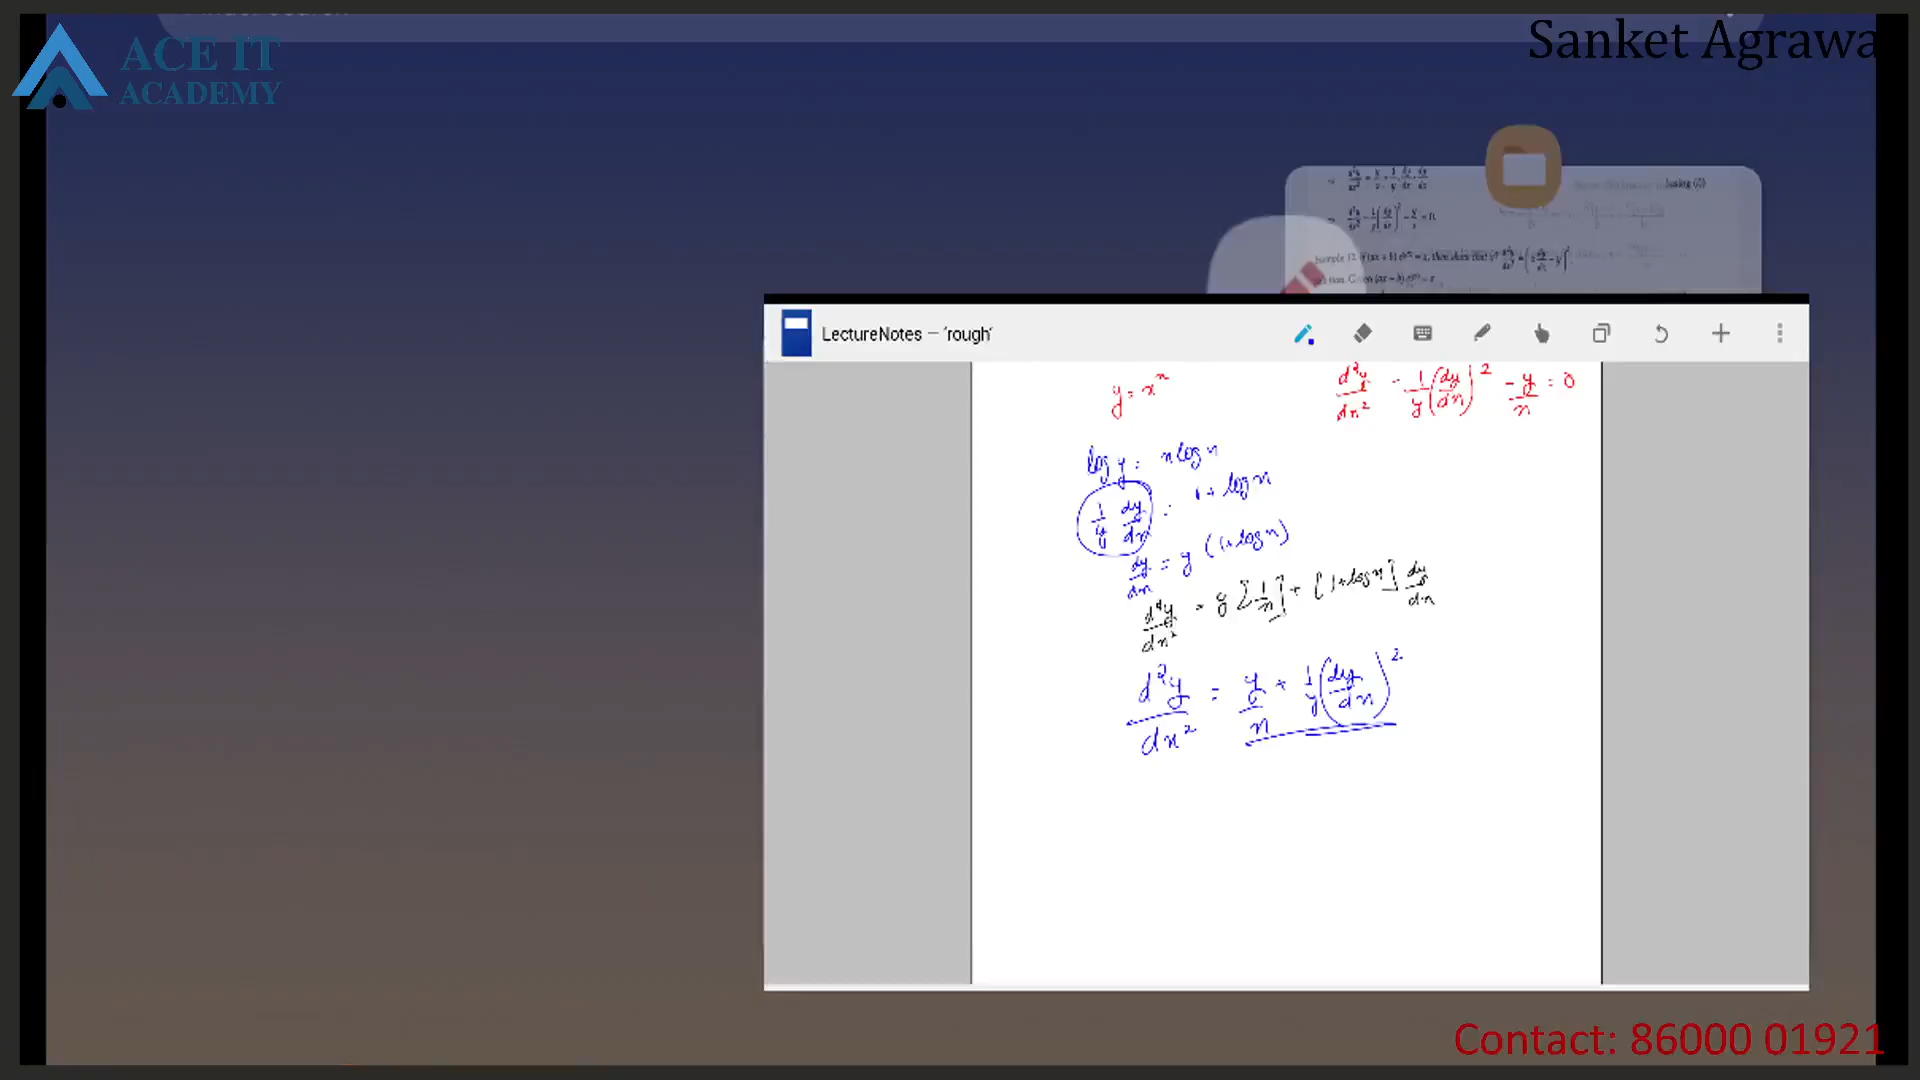 ACE IT
ACADEMY
Sanket Agrawa
(using (i))
LectureNotes — ‘rough’
y = x^x
d²y/dx² - 1/y (dy/dx)² - y/x = 0
log y = x log x
1/y dy/dx = 1 + log x
dy/dx = y (1 + log x)
d²y/dx² = y [1/x] + [1 + log x] dy/dx
d²y/dx² = y/x + 1/y (dy/dx)²
Contact: 86000 01921